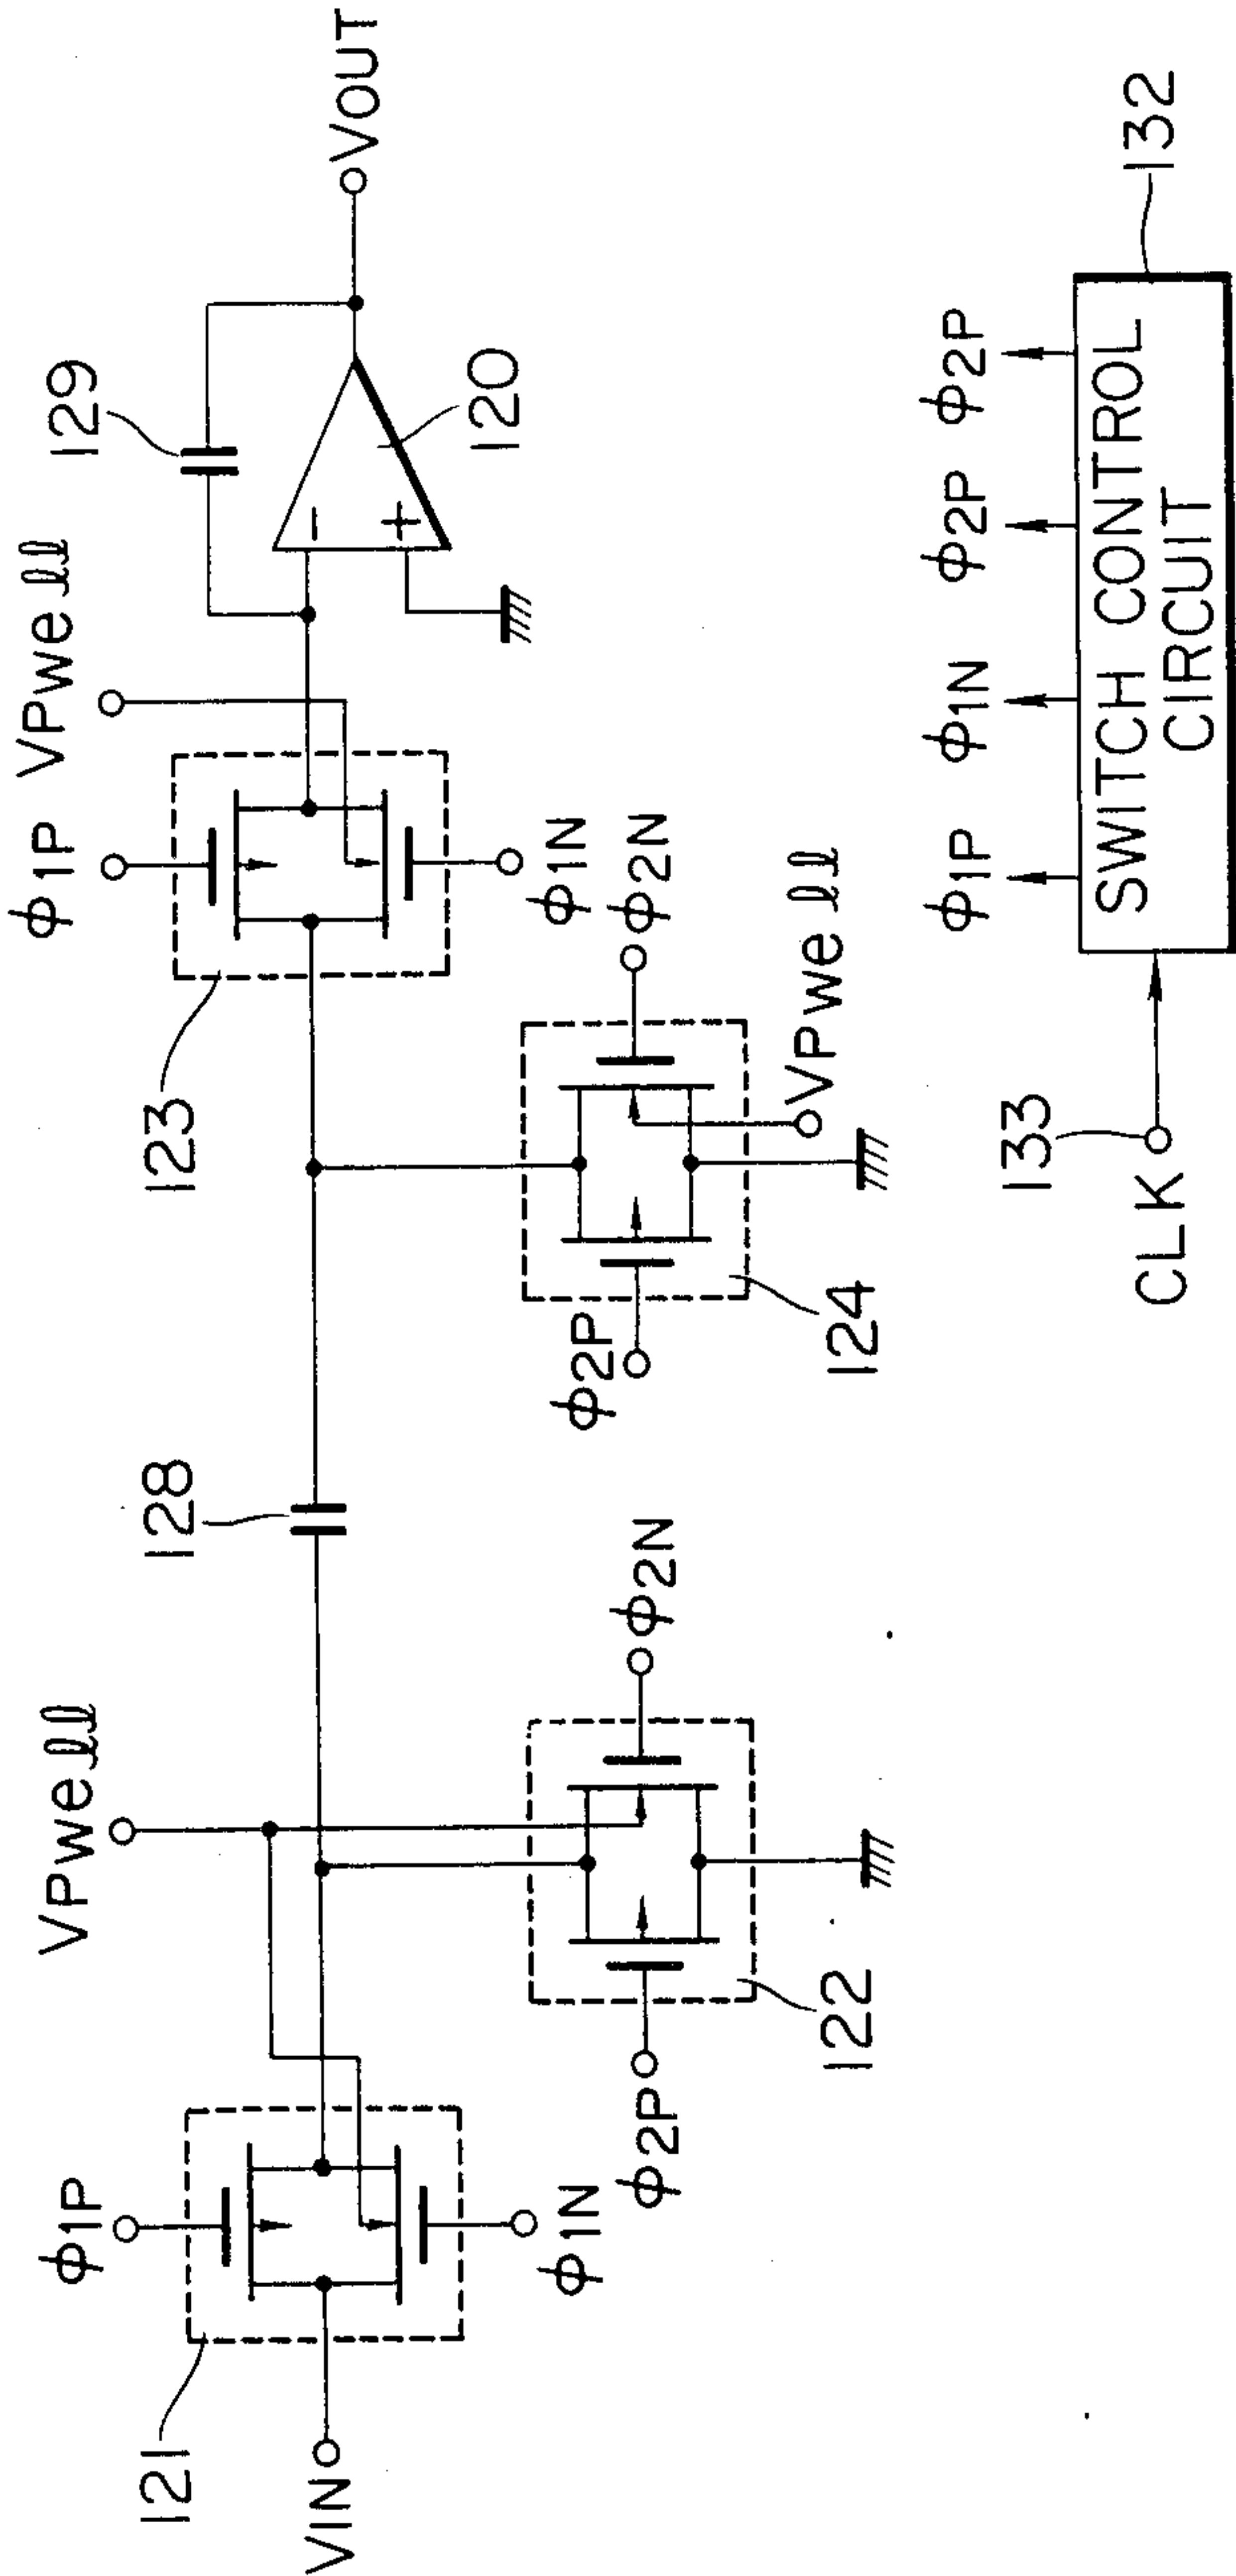 121
VIN
ϕ1P
ϕ1N
VPwell
ϕ2P
122
ϕ2N
128
ϕ2P
124
123
ϕ1P
VPwell
ϕ1N
ϕ2N
VPwell
129
120
VOUT
CLK
133
ϕ1P
ϕ1N
ϕ2P
ϕ2P
SWITCH CONTROL
CIRCUIT
132